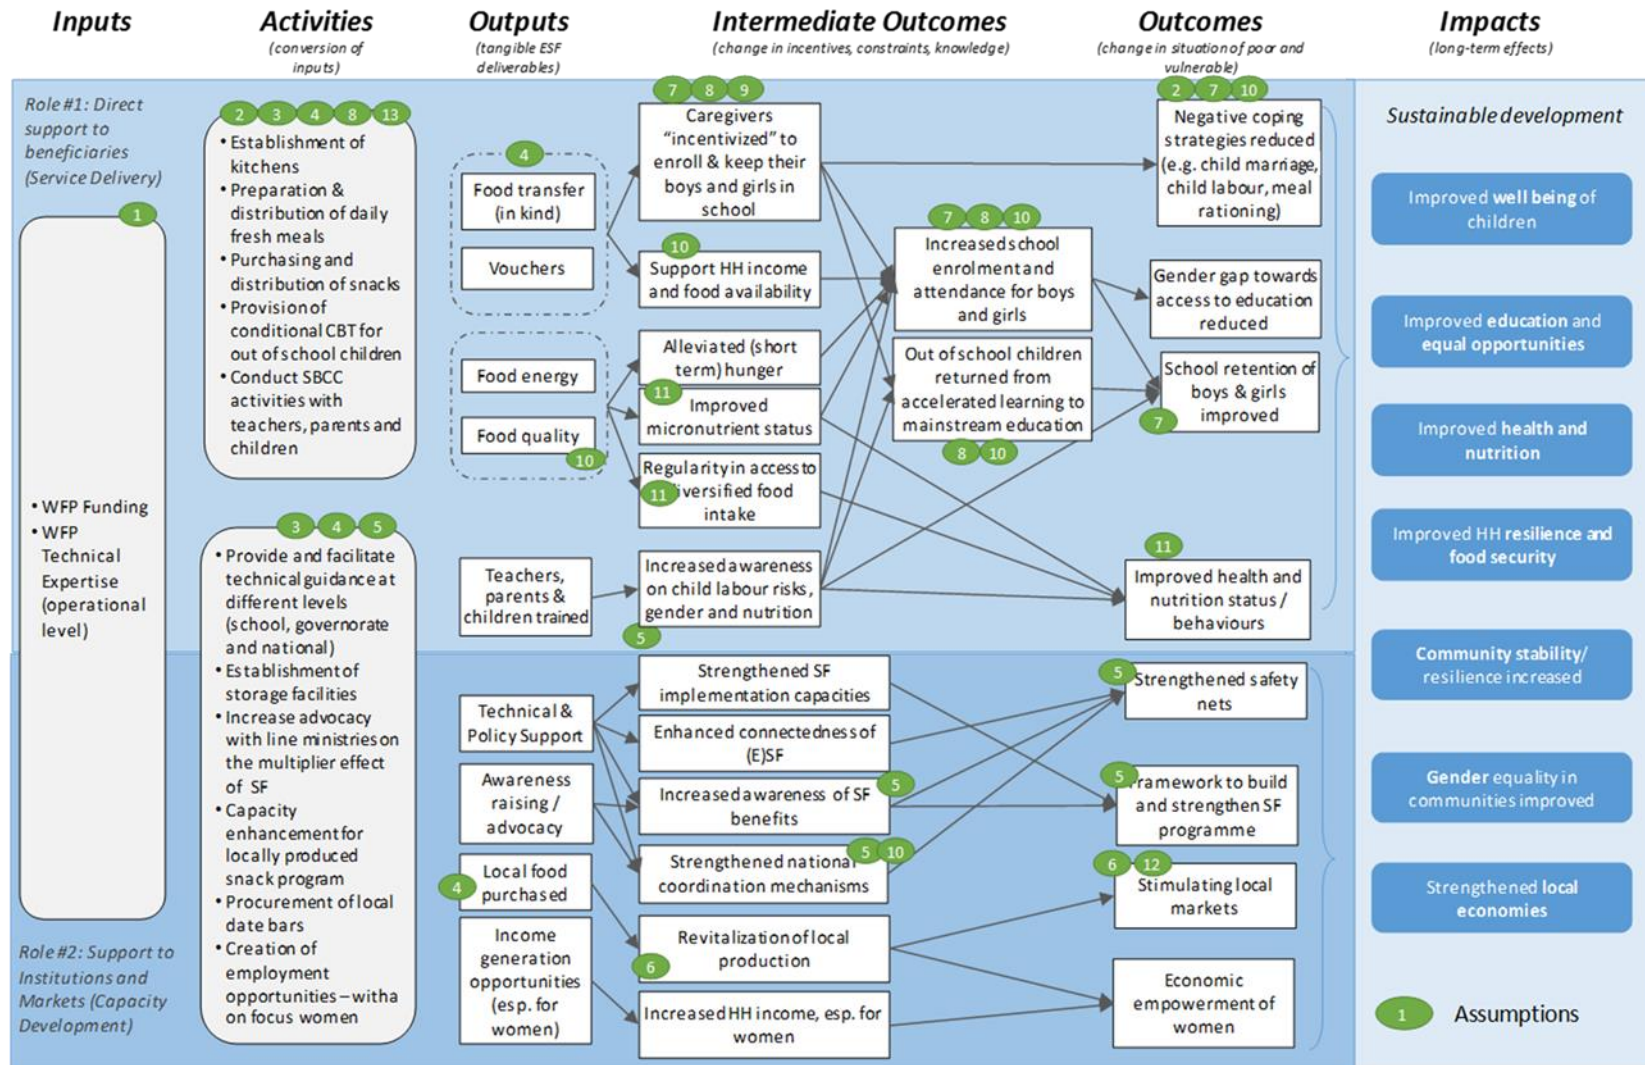 Inputs
Activities
(conversion of
inputs)
Outputs
(tangible ESF
deliverables)
Intermediate Outcomes
(change in incentives, constraints, knowledge)
Outcomes
(change in situation of poor and
vulnerable)
Impacts
(long-term effects)
Role #1: Direct
support to
beneficiaries
(Service Delivery)
1
• WFP Funding
• WFP
Technical
Expertise
(operational
level)
Role #2: Support to
Institutions and
Markets (Capacity
Development)
2 3 4 8 13
• Establishment of
kitchens
• Preparation &
distribution of daily
fresh meals
• Purchasing and
distribution of snacks
• Provision of
conditional CBT for
out of school children
• Conduct SBCC
activities with
teachers, parents and
children
3 4 5
• Provide and facilitate
technical guidance at
different levels
(school, governorate
and national)
• Establishment of
storage facilities
• Increase advocacy
with line ministries on
the multiplier effect
of SF
• Capacity
enhancement for
locally produced
snack program
• Procurement of local
date bars
• Creation of
employment
opportunities – with a
on focus women
4
Food transfer
(in kind)
Vouchers
Food energy
Food quality
10
Teachers,
parents &
children trained
Technical &
Policy Support
Awareness
raising /
advocacy
Local food
purchased
4
Income
generation
opportunities
(esp. for
women)
7 8 9
Caregivers
“incentivized” to
enroll & keep their
boys and girls in
school
10
Support HH income
and food availability
Alleviated (short
term) hunger
11
Improved
micronutrient status
Regularity in access to
11
diversified food
intake
Increased awareness
on child labour risks,
gender and nutrition
5
Strengthened SF
implementation capacities
Enhanced connectedness of
(E)SF
5
Increased awareness of SF
benefits
5 10
Strengthened national
coordination mechanisms
Revitalization of local
production
6
Increased HH income, esp. for
women
7 8 10
Increased school
enrolment and
attendance for boys
and girls
Out of school children
returned from
accelerated learning to
mainstream education
8 10
2 7 10
Negative coping
strategies reduced
(e.g. child marriage,
child labour, meal
rationing)
Gender gap towards
access to education
reduced
School retention of
boys & girls
improved
7
11
Improved health and
nutrition status /
behaviours
5
Strengthened safety
nets
5
Framework to build
and strengthen SF
programme
6 12
Stimulating local
markets
Economic
empowerment of
women
Sustainable development
Improved well being of
children
Improved education and
equal opportunities
Improved health and
nutrition
Improved HH resilience and
food security
Community stability/
resilience increased
Gender equality in
communities improved
Strengthened local
economies
1 Assumptions